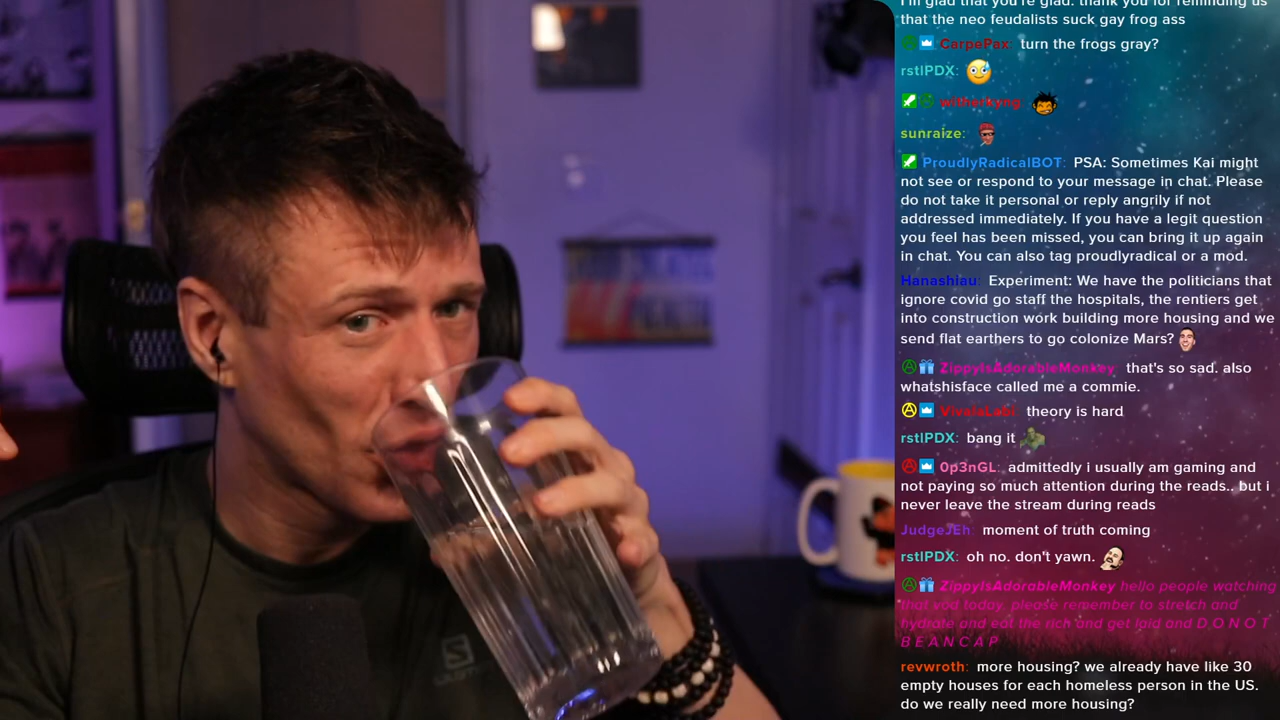 I'm glad that you're glad. thank you for reminding us
that the neo feudalists suck gay frog ass
CarpePax: turn the frogs gray?
rstlPDX:
witherkyng:
sunraize:
ProudlyRadicalBOT: PSA: Sometimes Kai might
not see or respond to your message in chat. Please
do not take it personal or reply angrily if not
addressed immediately. If you have a legit question
you feel has been missed, you can bring it up again
in chat. You can also tag proudlyradical or a mod.
Hanashiau: Experiment: We have the politicians that
ignore covid go staff the hospitals, the rentiers get
into construction work building more housing and we
send flat earthers to go colonize Mars?
ZippyIsAdorableMonkey: that's so sad. also
whatshisface called me a commie.
VivalaLabi: theory is hard
rstlPDX: bang it
0p3nGL: admittedly i usually am gaming and
not paying so much attention during the reads.. but i
never leave the stream during reads
JudgeJEh: moment of truth coming
rstlPDX: oh no. don't yawn.
ZippyIsAdorableMonkey hello people watching
that vod today. please remember to stretch and
hydrate and eat the rich and get laid and D O N O T
B E A N C A P
revwroth: more housing? we already have like 30
empty houses for each homeless person in the US.
do we really need more housing?